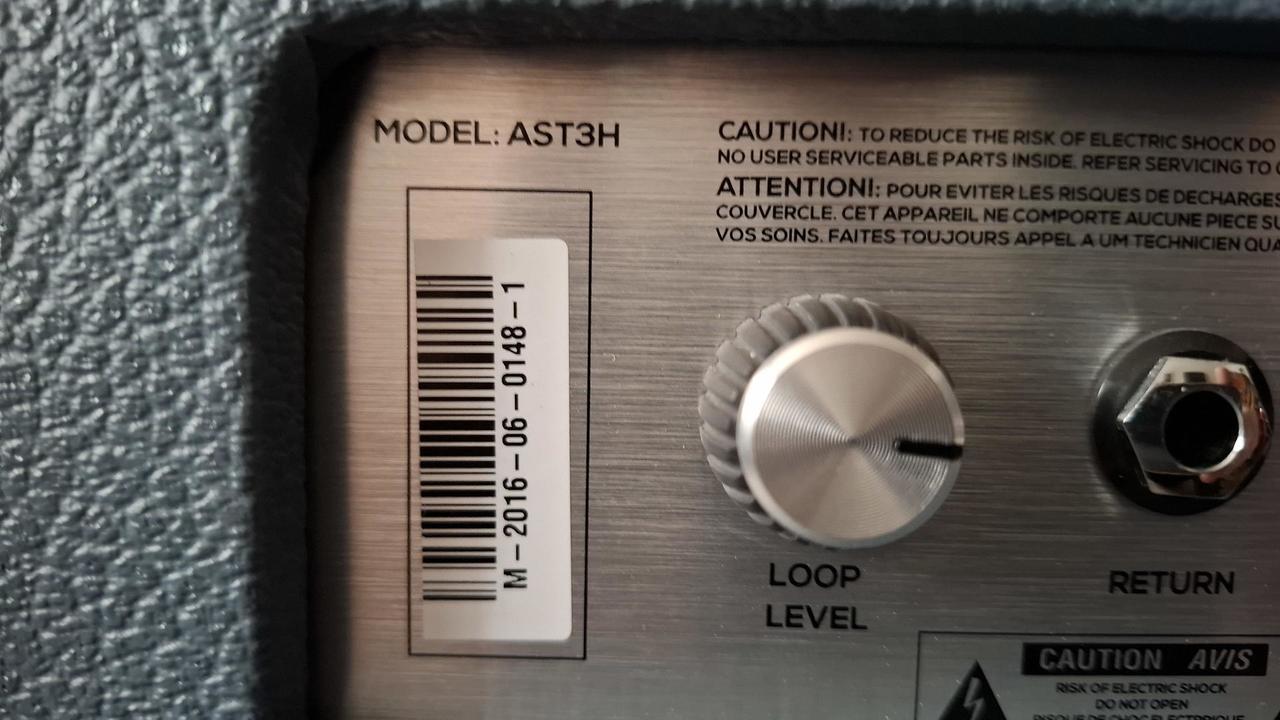 MODEL: AST3H
CAUTION!: TO REDUCE THE RISK OF ELECTRIC SHOCK DO
NO USER SERVICEABLE PARTS INSIDE. REFER SERVICING TO
ATTENTION!: POUR EVITER LES RISQUES DE DECHARGES
COUVERCLE. CET APPAREIL NE COMPORTE AUCUNE PIECE
VOS SOINS. FAITES TOUJOURS APPEL A UM TECHNICIEN
M-2016-06-0148-1
LOOP
LEVEL
RETURN
CAUTION AVIS
RISK OF ELECTRIC SHOCK
DO NOT OPEN